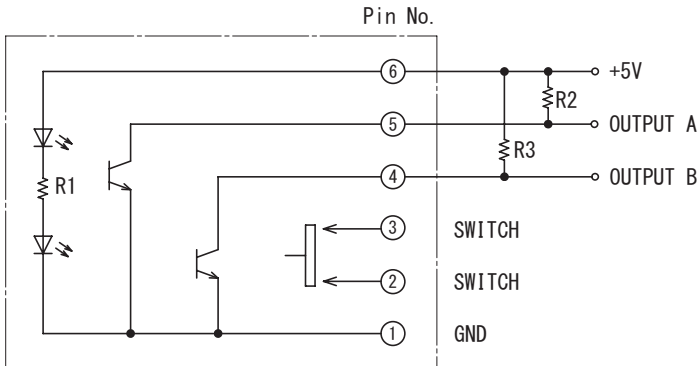 Pin No.
6 +5V
R2
5 OUTPUT A
R3
4 OUTPUT B
R1
3 SWITCH
2 SWITCH
1 GND